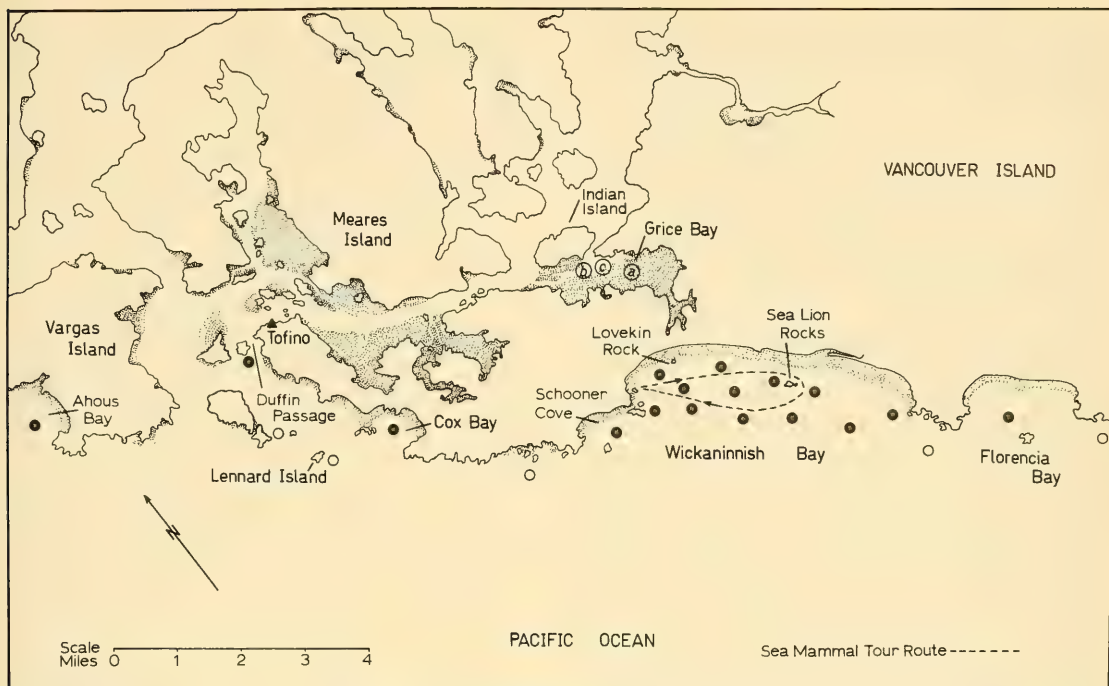 VANCOUVER ISLAND
Indian
Island
Meares
Island
Grice Bay
b
c
a
Vargas
Island
Tofino
Sea Lion
Rocks
Lovekin
Rock
Ahous
Bay
Duffin
Passage
Schooner
Cove
Cox Bay
Wickaninnish Bay
Lennard Island
Florencia
Bay
N
PACIFIC OCEAN
Scale
Miles 0 1 2 3 4
Sea Mammal Tour Route